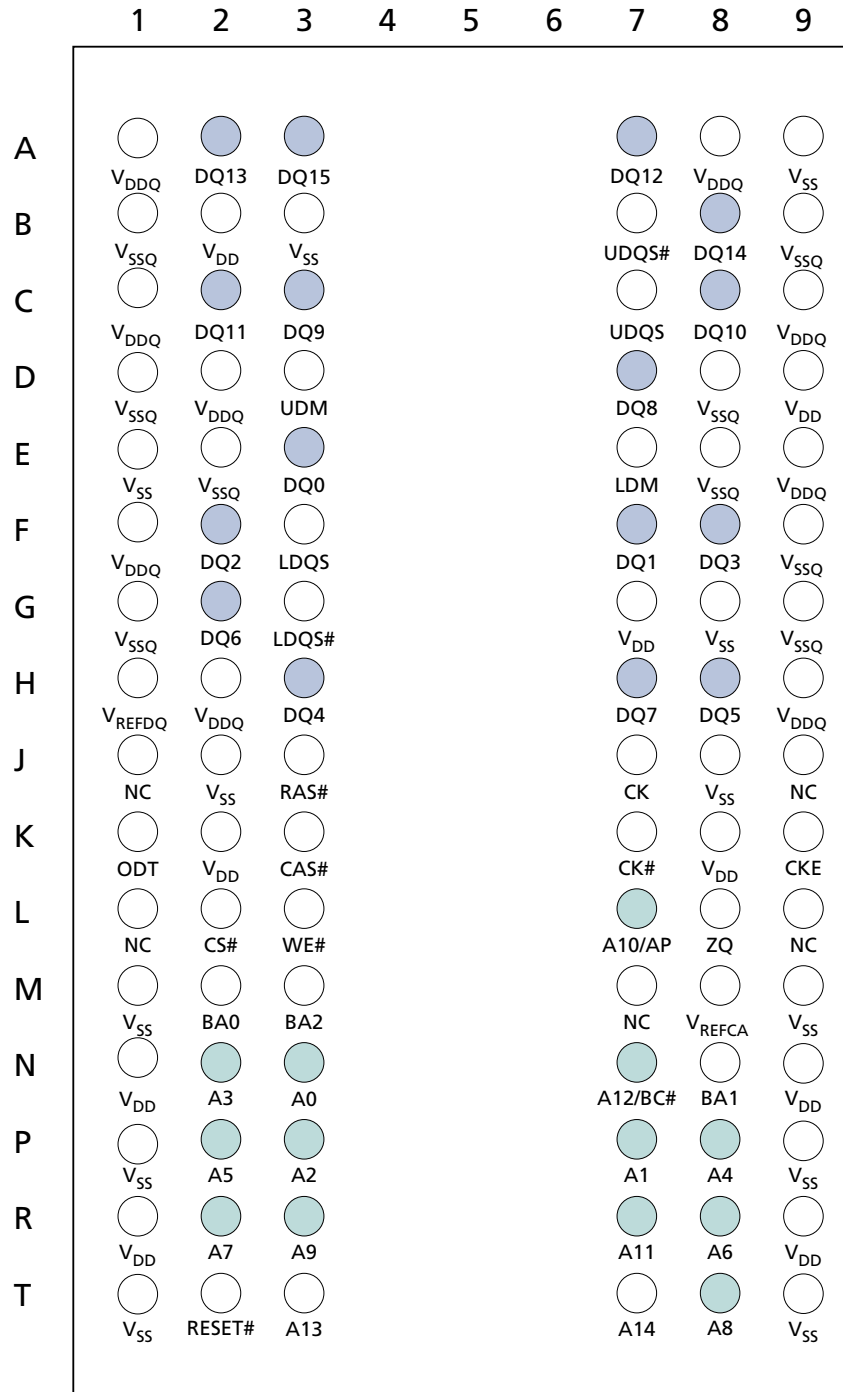 1 2 3 4 5 6 7 8 9
A
VDDQ DQ13 DQ15 DQ12 VDDQ VSS
B
VSSQ VDD VSS UDQS# DQ14 VSSQ
C
VDDQ DQ11 DQ9 UDQS DQ10 VDDQ
D
VSSQ VDDQ UDM DQ8 VSSQ VDD
E
VSS VSSQ DQ0 LDM VSSQ VDDQ
F
VDDQ DQ2 LDQS DQ1 DQ3 VSSQ
G
VSSQ DQ6 LDQS# VDD VSS VSSQ
H
VREFDQ VDDQ DQ4 DQ7 DQ5 VDDQ
J
NC VSS RAS# CK VSS NC
K
ODT VDD CAS# CK# VDD CKE
L
NC CS# WE# A10/AP ZQ NC
M
VSS BA0 BA2 NC VREFCA VSS
N
VDD A3 A0 A12/BC# BA1 VDD
P
VSS A5 A2 A1 A4 VSS
R
VDD A7 A9 A11 A6 VDD
T
VSS RESET# A13 A14 A8 VSS